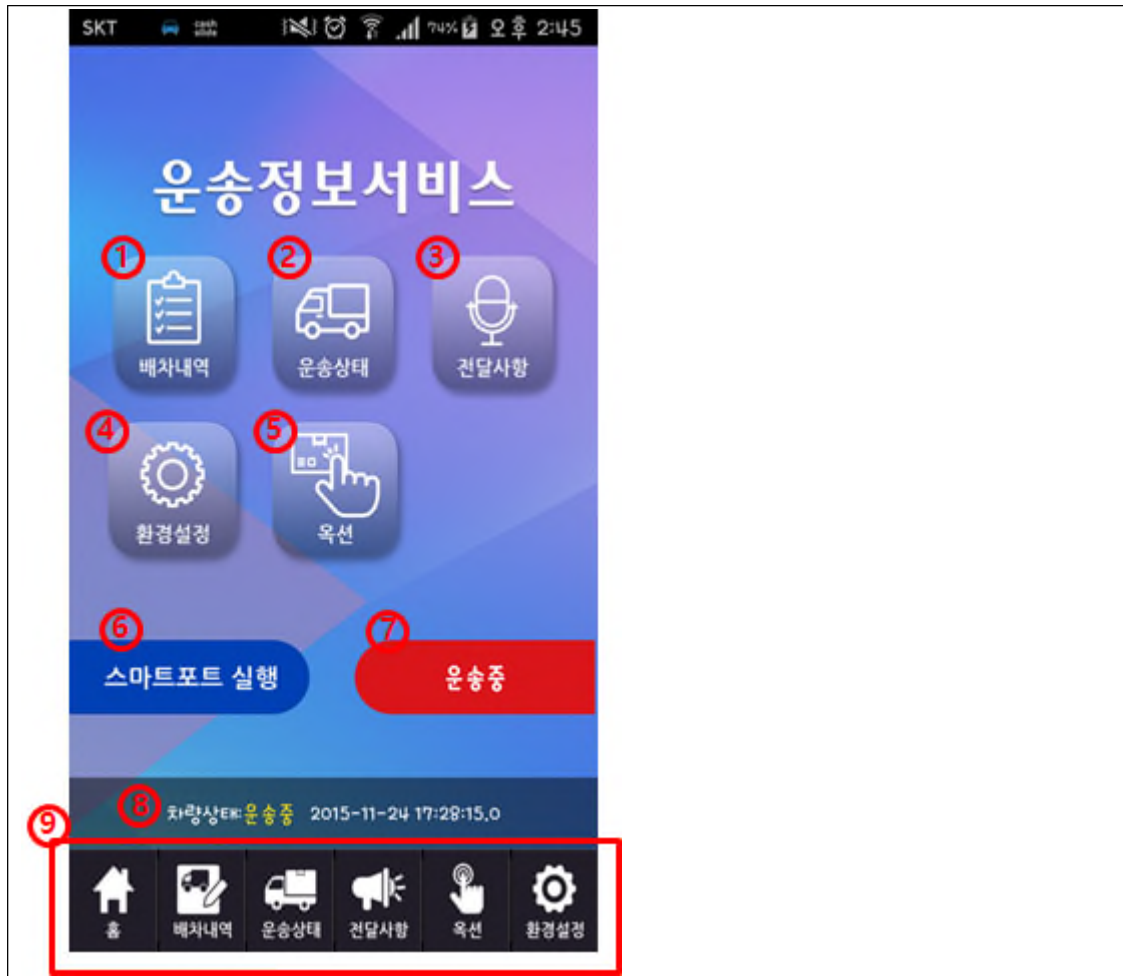 SKT cash slide 74% 오후 2:45
운송정보서비스
① ② ③
배차내역 운송상태 전달사항
④ ⑤
환경설정 옥션
⑥ ⑦
스마트포트 실행 운송중
⑧ 차량상태:운송중 2015-11-24 17:28:15.0
⑨
홈 배차내역 운송상태 전달사항 옥션 환경설정